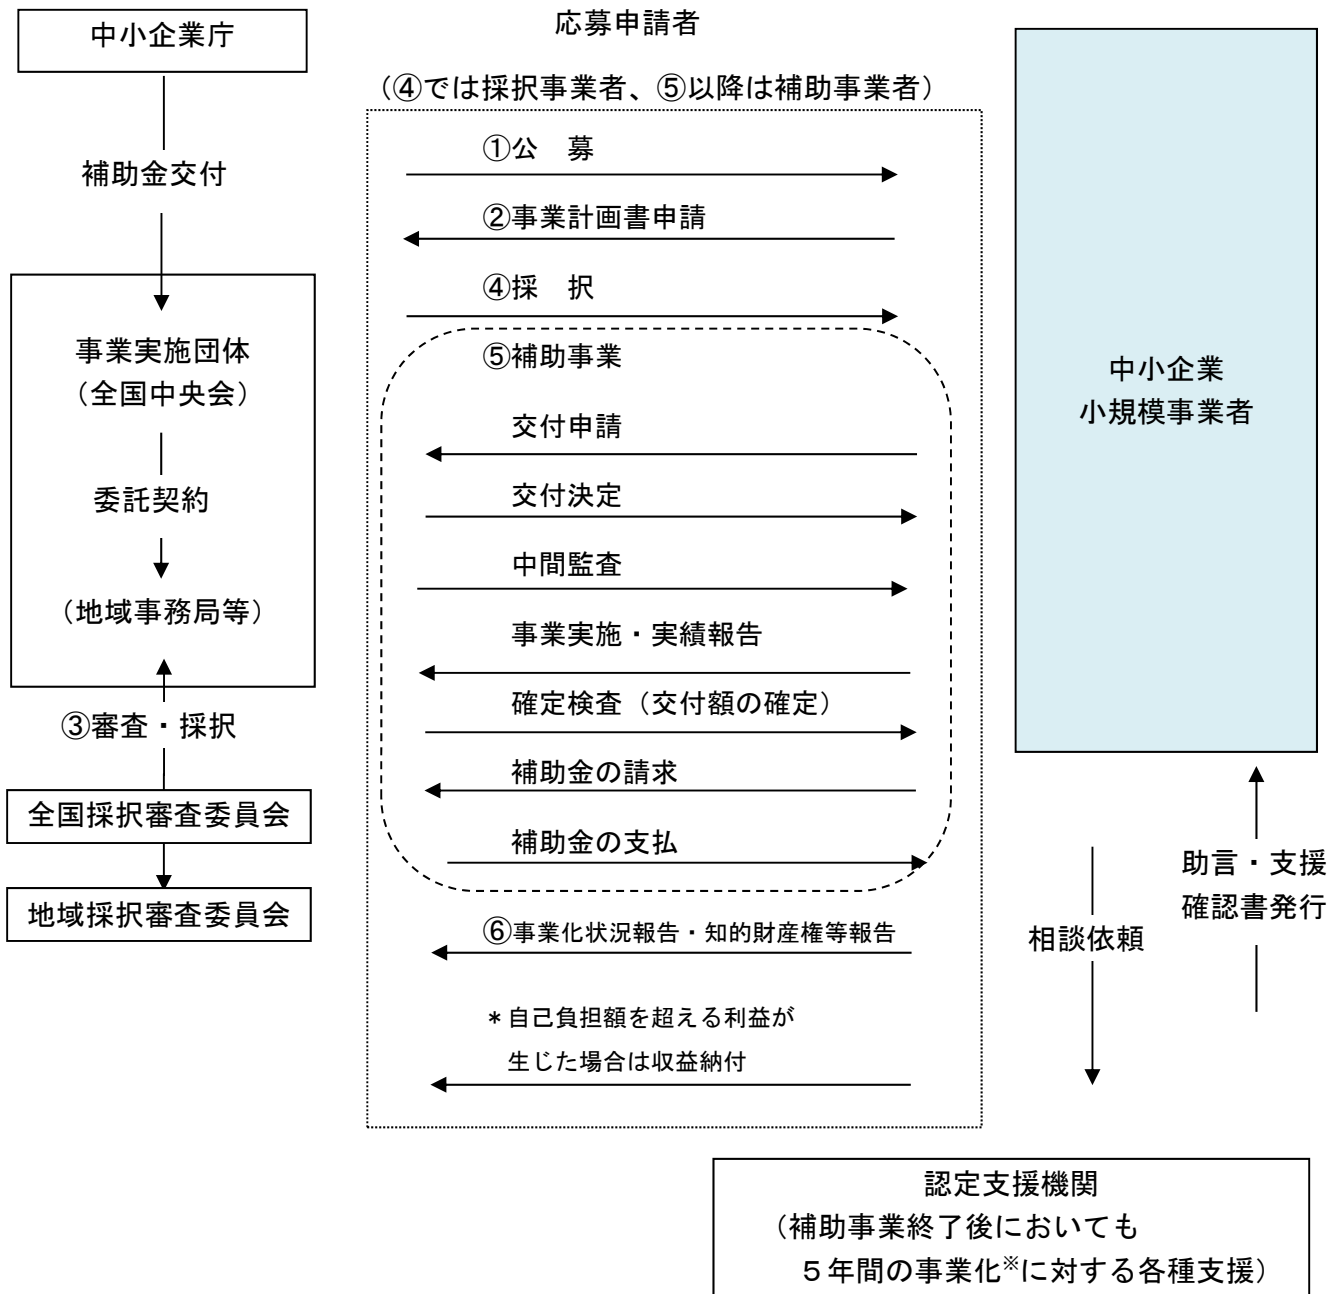 中小企業庁
補助金交付
事業実施団体
（全国中央会）
委託契約
（地域事務局等）
③審査・採択
全国採択審査委員会
地域採択審査委員会
応募申請者
（④では採択事業者、⑤以降は補助事業者）
①公　募
②事業計画書申請
④採　択
⑤補助事業
交付申請
交付決定
中間監査
事業実施・実績報告
確定検査（交付額の確定）
補助金の請求
補助金の支払
⑥事業化状況報告・知的財産権等報告
＊自己負担額を超える利益が
生じた場合は収益納付
中小企業
小規模事業者
相談依頼
助言・支援
確認書発行
認定支援機関
（補助事業終了後においても
５年間の事業化※に対する各種支援）